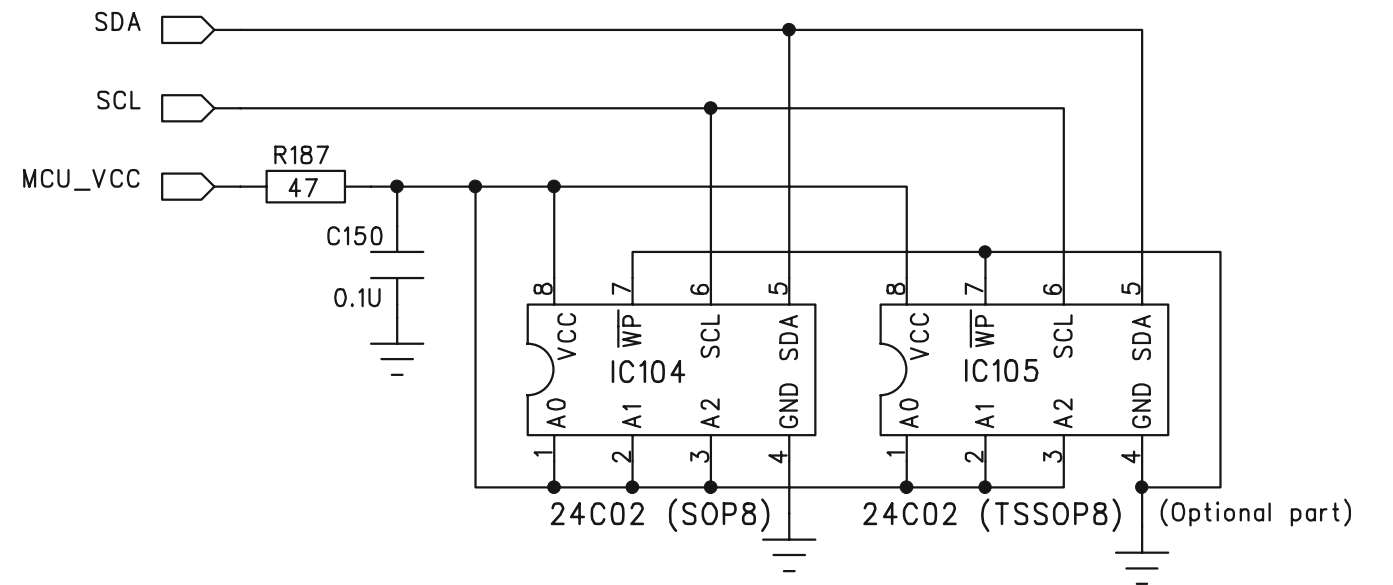 SDA
SCL
MCU_VCC
R187
47
C150
0.1U
8 7 6 5
VCC WP SCL SDA
IC104
A0 A1 A2 GND
1 2 3 4
24C02 (SOP8)
8 7 6 5
VCC WP SCL SDA
IC105
A0 A1 A2 GND
1 2 3 4
24C02 (TSSOP8)
(Optional part)